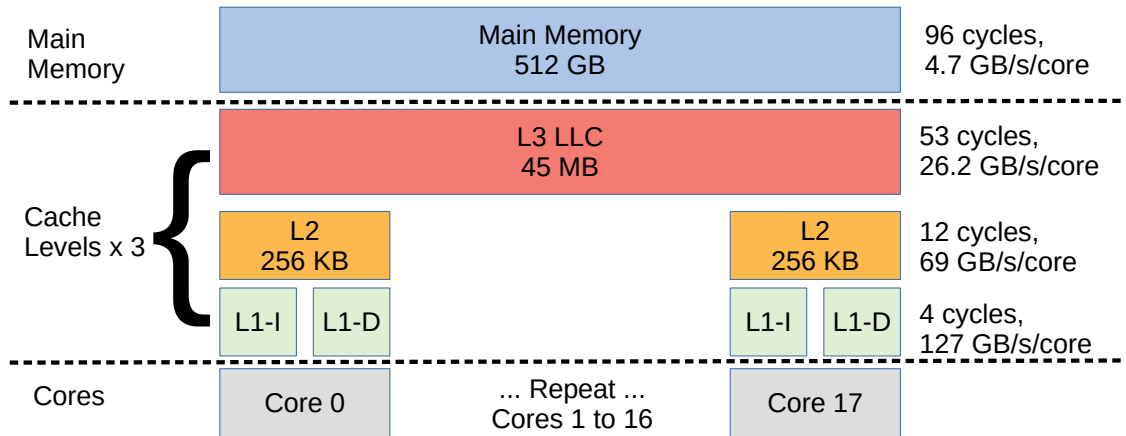 Main
Memory
Main Memory
512 GB
96 cycles,
4.7 GB/s/core
Cache
Levels x 3
{
L3 LLC
45 MB
53 cycles,
26.2 GB/s/core
L2
256 KB
L2
256 KB
12 cycles,
69 GB/s/core
L1-I
L1-D
L1-I
L1-D
4 cycles,
127 GB/s/core
Cores
Core 0
... Repeat ...
Cores 1 to 16
Core 17